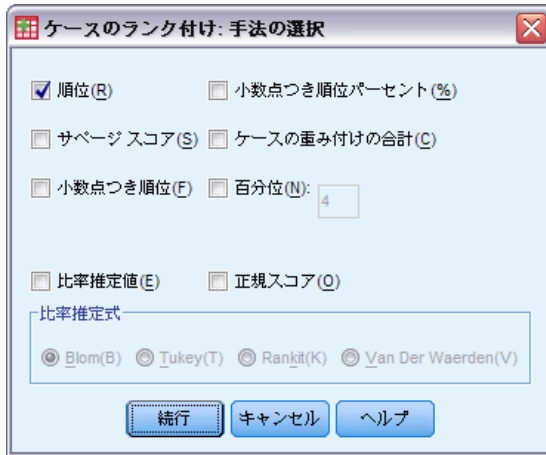 ケースのランク付け: 手法の選択
順位(R) 小数点つき順位パーセント(%)
サベージ スコア(S) ケースの重み付けの合計(C)
小数点つき順位(F) 百分位(N): 4
比率推定値(E) 正規スコア(O)
比率推定式
Blom(B) Tukey(T) Rankit(K) Van Der Waerden(V)
続行 キャンセル ヘルプ